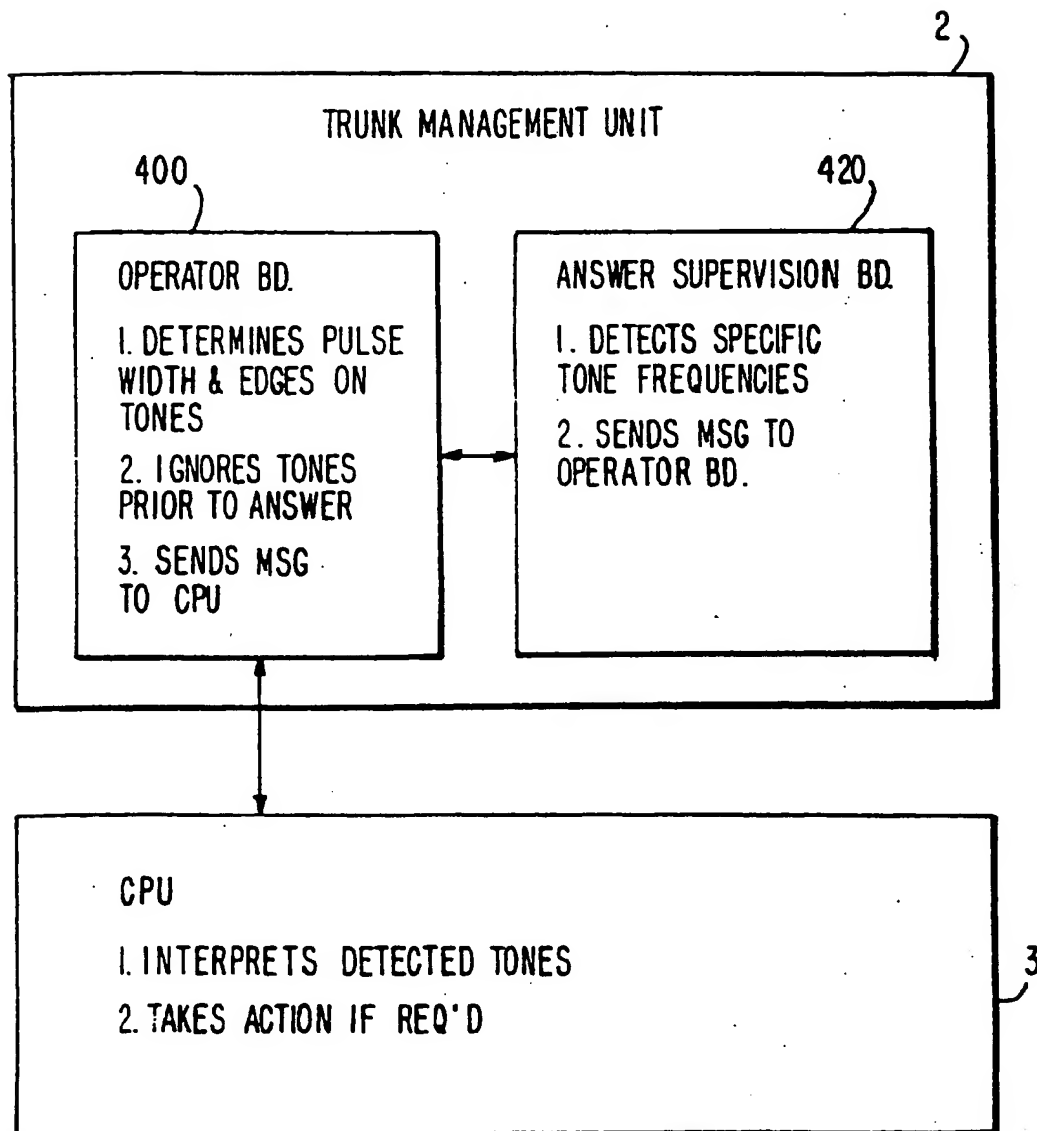 2
TRUNK MANAGEMENT UNIT
400
420
OPERATOR BD.
1. DETERMINES PULSE
WIDTH & EDGES ON
TONES
2. IGNORES TONES
PRIOR TO ANSWER
3. SENDS MSG
TO CPU
ANSWER SUPERVISION BD.
1. DETECTS SPECIFIC
TONE FREQUENCIES
2. SENDS MSG TO
OPERATOR BD.
CPU
1. INTERPRETS DETECTED TONES
2. TAKES ACTION IF REQ'D
3